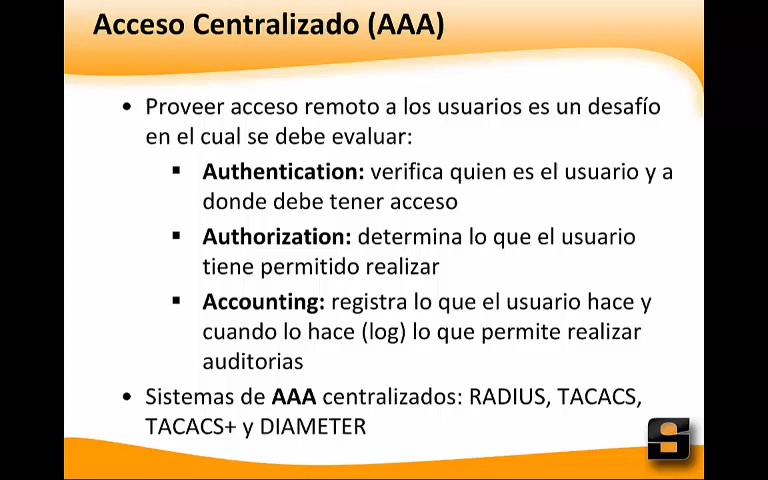 Acceso Centralizado (AAA)
• Proveer acceso remoto a los usuarios es un desafío
en el cual se debe evaluar:
▪ Authentication: verifica quien es el usuario y a
donde debe tener acceso
▪ Authorization: determina lo que el usuario
tiene permitido realizar
▪ Accounting: registra lo que el usuario hace y
cuando lo hace (log) lo que permite realizar
auditorias
• Sistemas de AAA centralizados: RADIUS, TACACS,
TACACS+ y DIAMETER